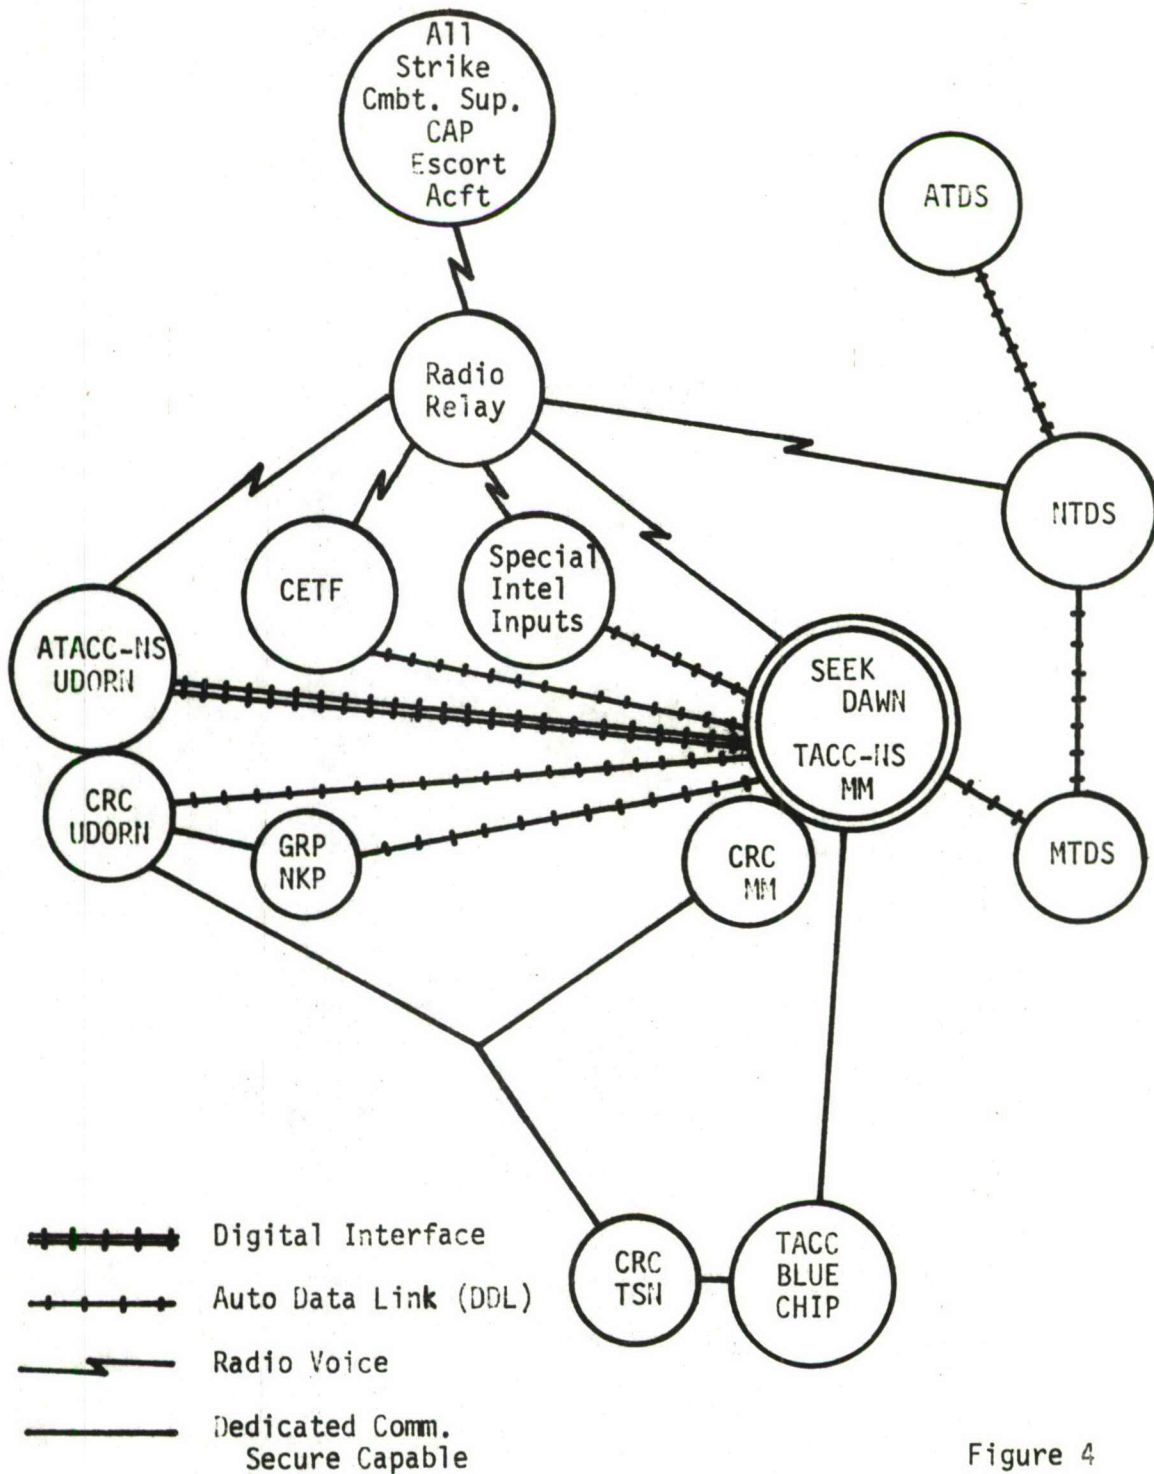 All
Strike
Cmbt. Sup.
CAP
Escort
Acft
ATDS
Radio
Relay
NTDS
CETF
Special
Intel
Inputs
ATACC-NS
UDORN
SEEK
DAWN
TACC-NS
MM
CRC
UDORN
GRP
NKP
CRC
MM
MTDS
CRC
TSN
TACC
BLUE
CHIP
Digital Interface
Auto Data Link (DDL)
Radio Voice
Dedicated Comm.
Secure Capable
Figure 4